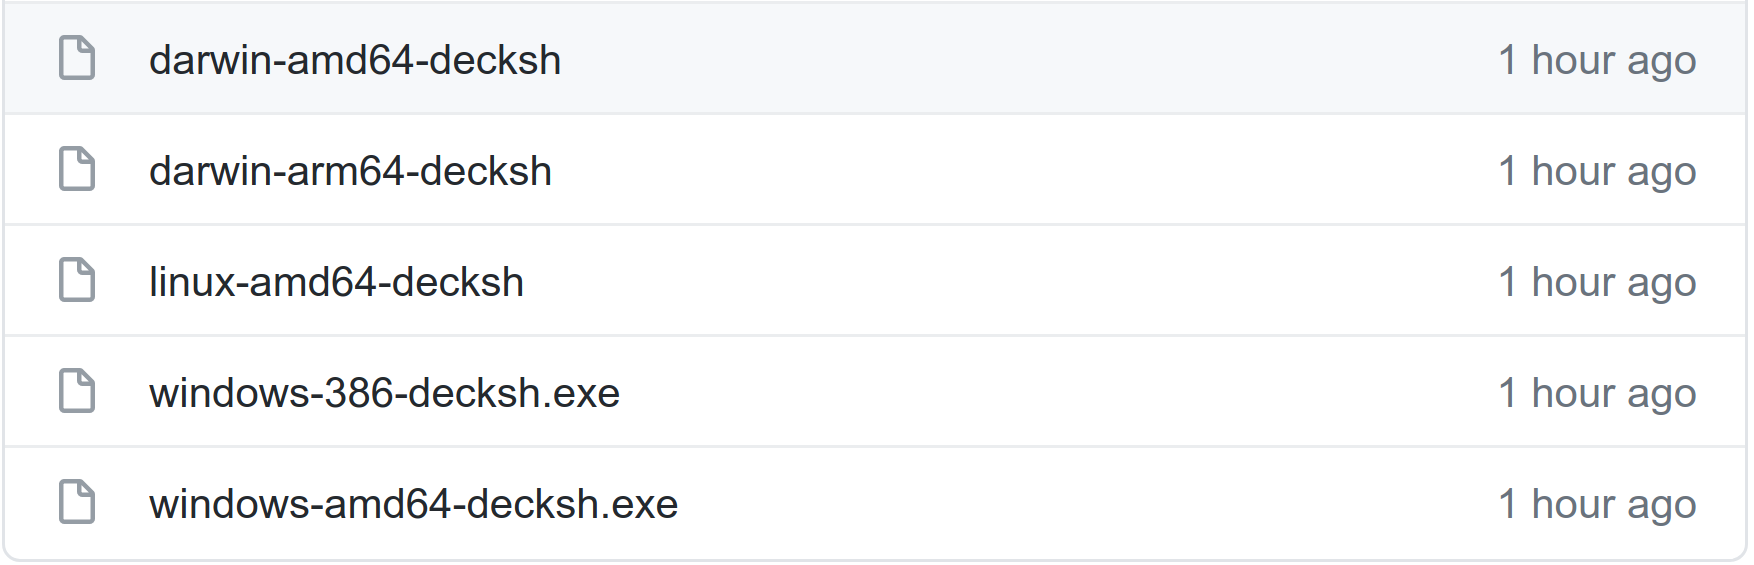 darwin-amd64-decksh 1 hour ago
darwin-arm64-decksh 1 hour ago
linux-amd64-decksh 1 hour ago
windows-386-decksh.exe 1 hour ago
windows-amd64-decksh.exe 1 hour ago